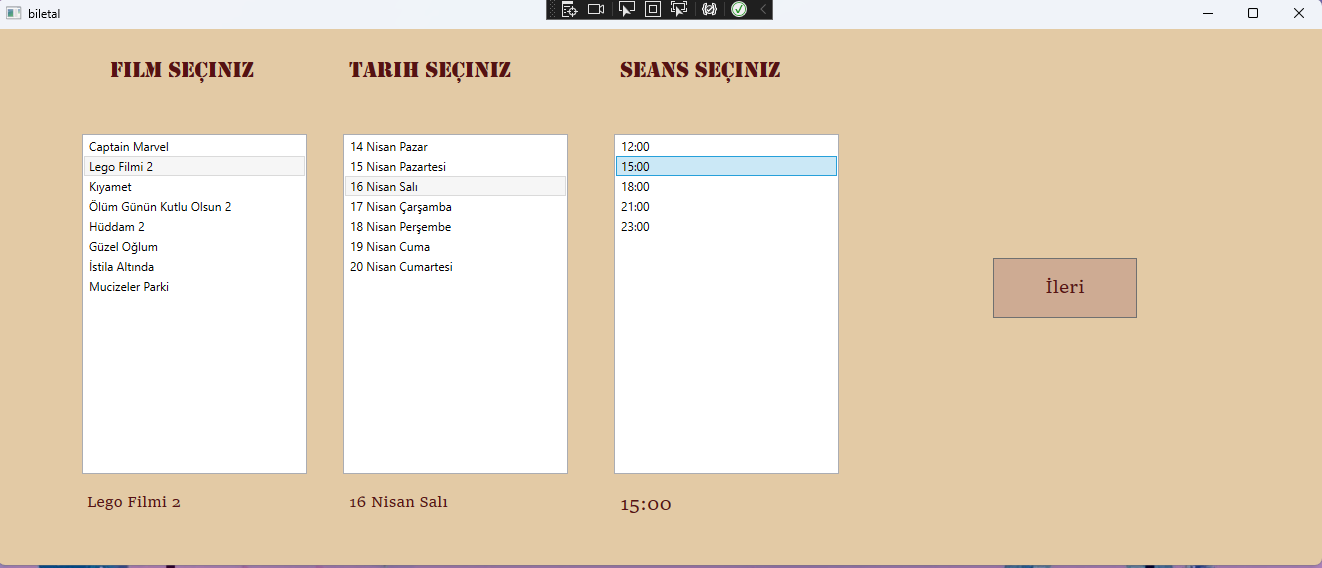 biletal
FILM SEÇINIZ
TARIH SEÇINIZ
SEANS SEÇINIZ
Captain Marvel
Lego Filmi 2
Kıyamet
Ölüm Günün Kutlu Olsun 2
Hüddam 2
Güzel Oğlum
İstila Altında
Mucizeler Parki
14 Nisan Pazar
15 Nisan Pazartesi
16 Nisan Salı
17 Nisan Çarşamba
18 Nisan Perşembe
19 Nisan Cuma
20 Nisan Cumartesi
12:00
15:00
18:00
21:00
23:00
İleri
Lego Filmi 2
16 Nisan Salı
15:00